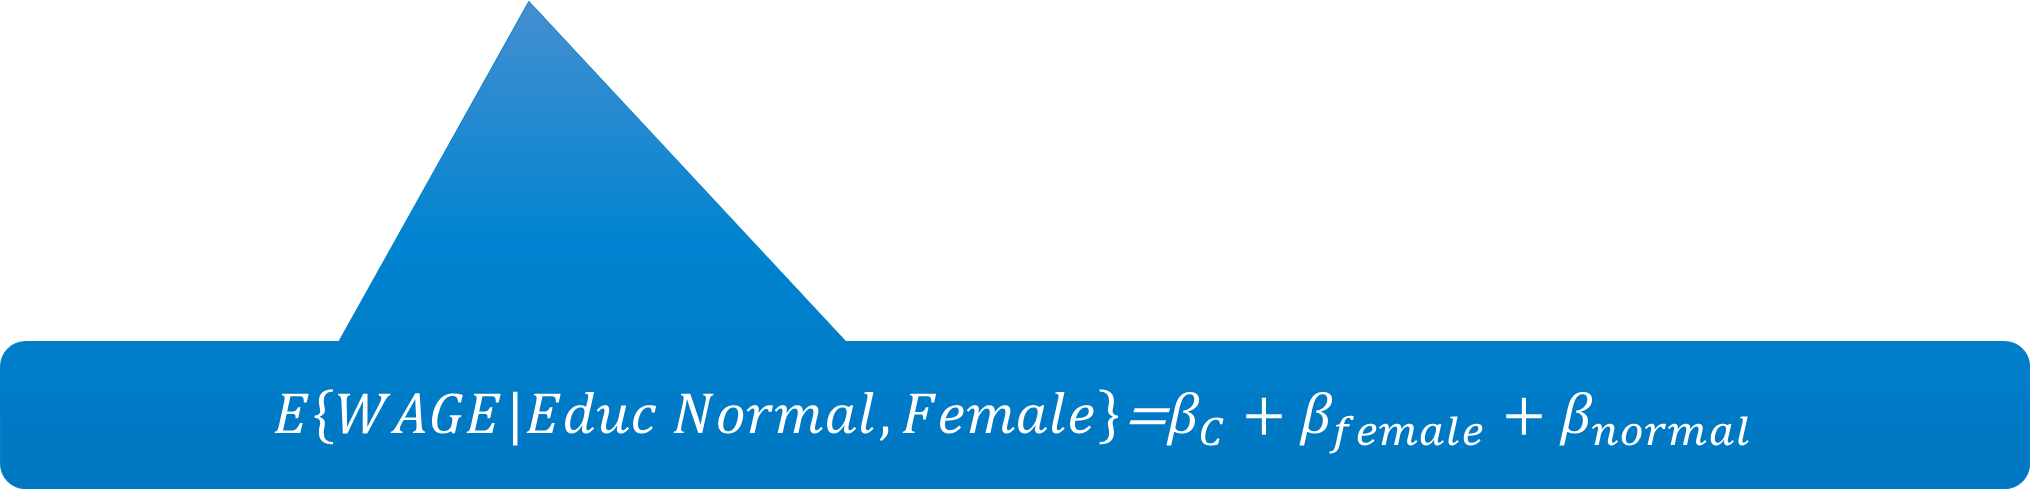 E{WAGE|Educ Normal, Female}=β_C + β_female + β_normal